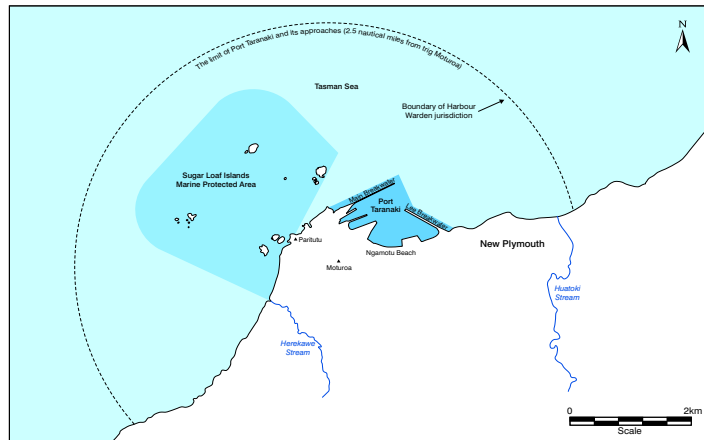 The limit of Port Taranaki and its approaches (2.5 nautical miles from trig Moturoa)
N
Tasman Sea
Boundary of Harbour
Warden jurisdiction
Sugar Loaf Islands
Marine Protected Area
Main Breakwater
Port
Taranaki
Lee Breakwater
Paritutu
New Plymouth
Ngamotu Beach
Moturoa
Huatoki
Stream
Herekawe
Stream
0
2km
Scale